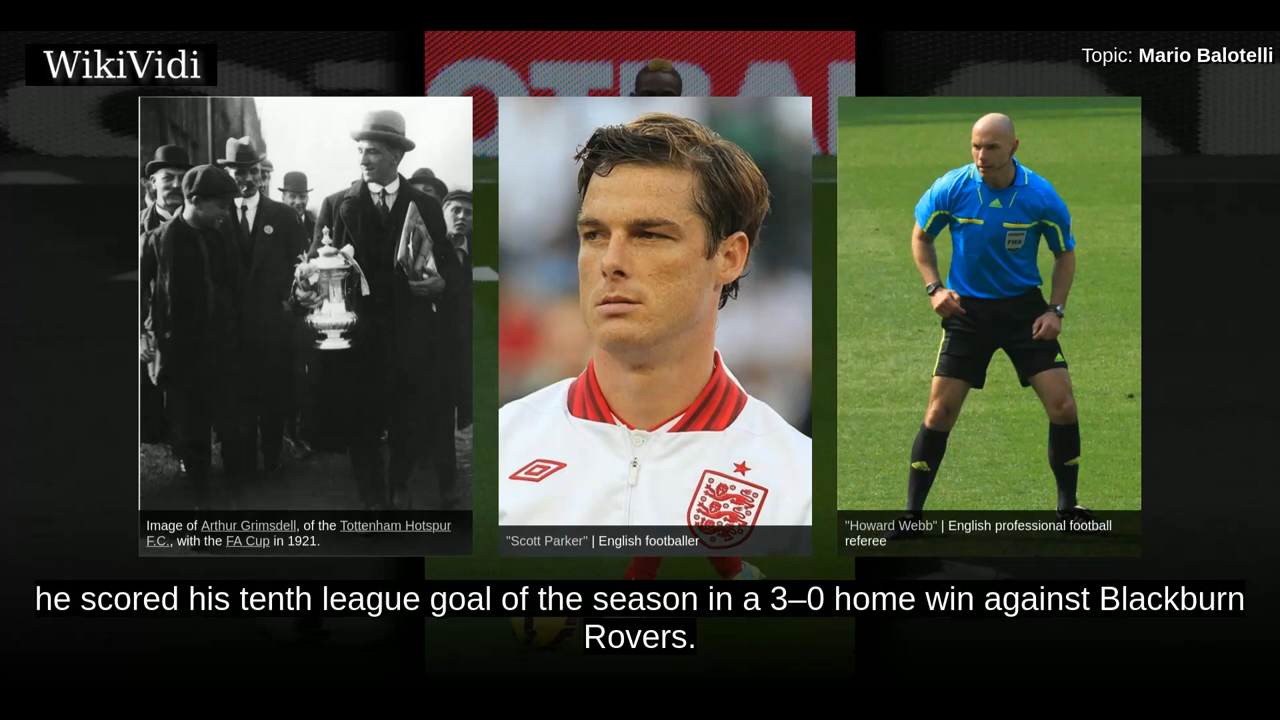 WikiVidi
Topic: Mario Balotelli
Image of Arthur Grimsdell, of the Tottenham Hotspur
F.C., with the FA Cup in 1921.
"Scott Parker" | English footballer
"Howard Webb" | English professional football
referee
he scored his tenth league goal of the season in a 3–0 home win against Blackburn
Rovers.